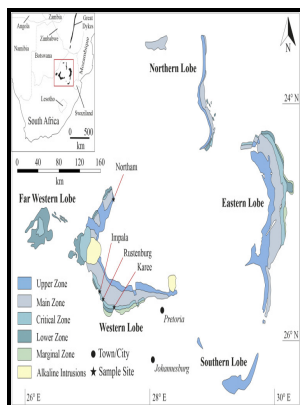 Zambia
Angola
Great
Dykes
Zimbabwe
Namibia
Botswana
Mozambique
Lesotho
Swaziland
South Africa
0 500
km
N
Northern Lobe
0 40 80 120 160
km
Northam
Eastern Lobe
Far Western Lobe
Impala
Rustenburg
Karee
Upper Zone
Main Zone
Critical Zone
Lower Zone
Marginal Zone
Alkaline Intrusions
Western Lobe
Pretoria
Town/City
Sample Site
Johannesburg
Southern Lobe
24°S
26°S
26°E
28°E
30°E